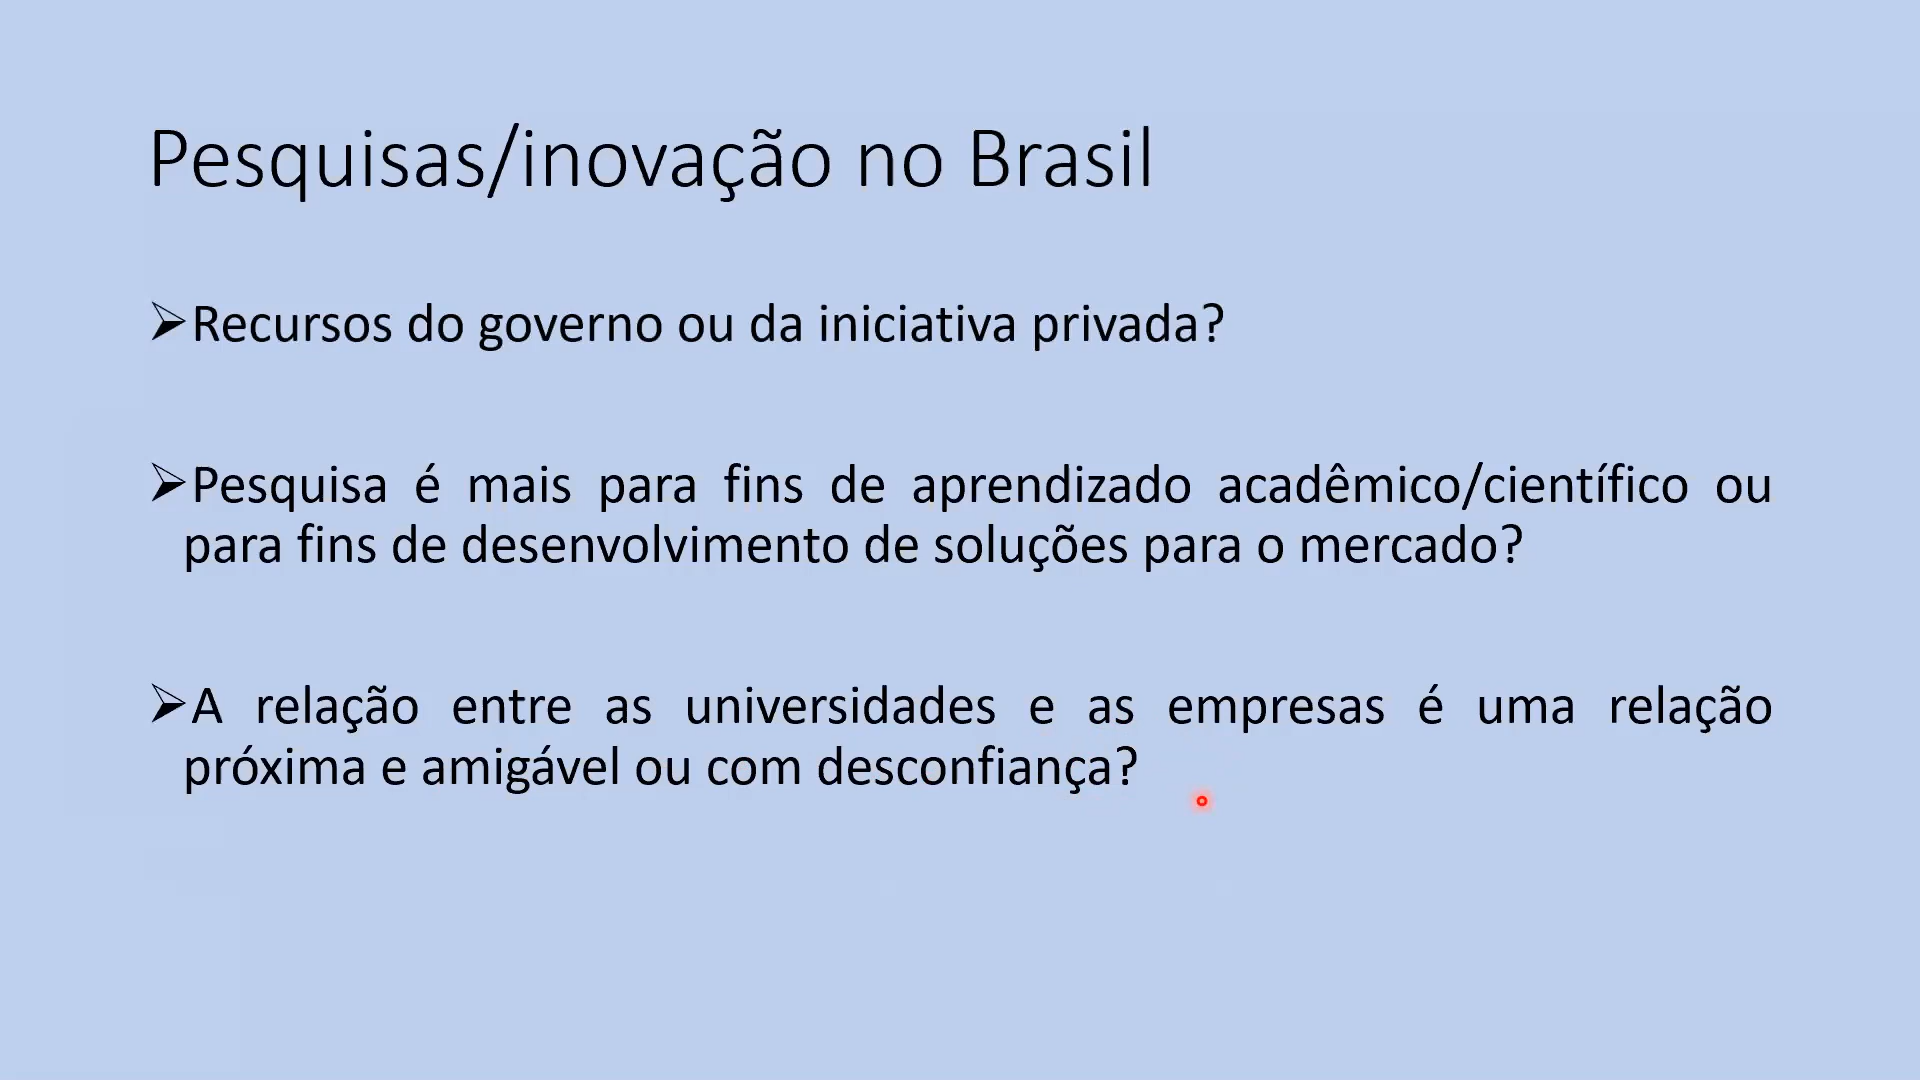 Pesquisas/inovação no Brasil
➢Recursos do governo ou da iniciativa privada?
➢Pesquisa é mais para fins de aprendizado acadêmico/científico ou
para fins de desenvolvimento de soluções para o mercado?
➢A relação entre as universidades e as empresas é uma relação
próxima e amigável ou com desconfiança?